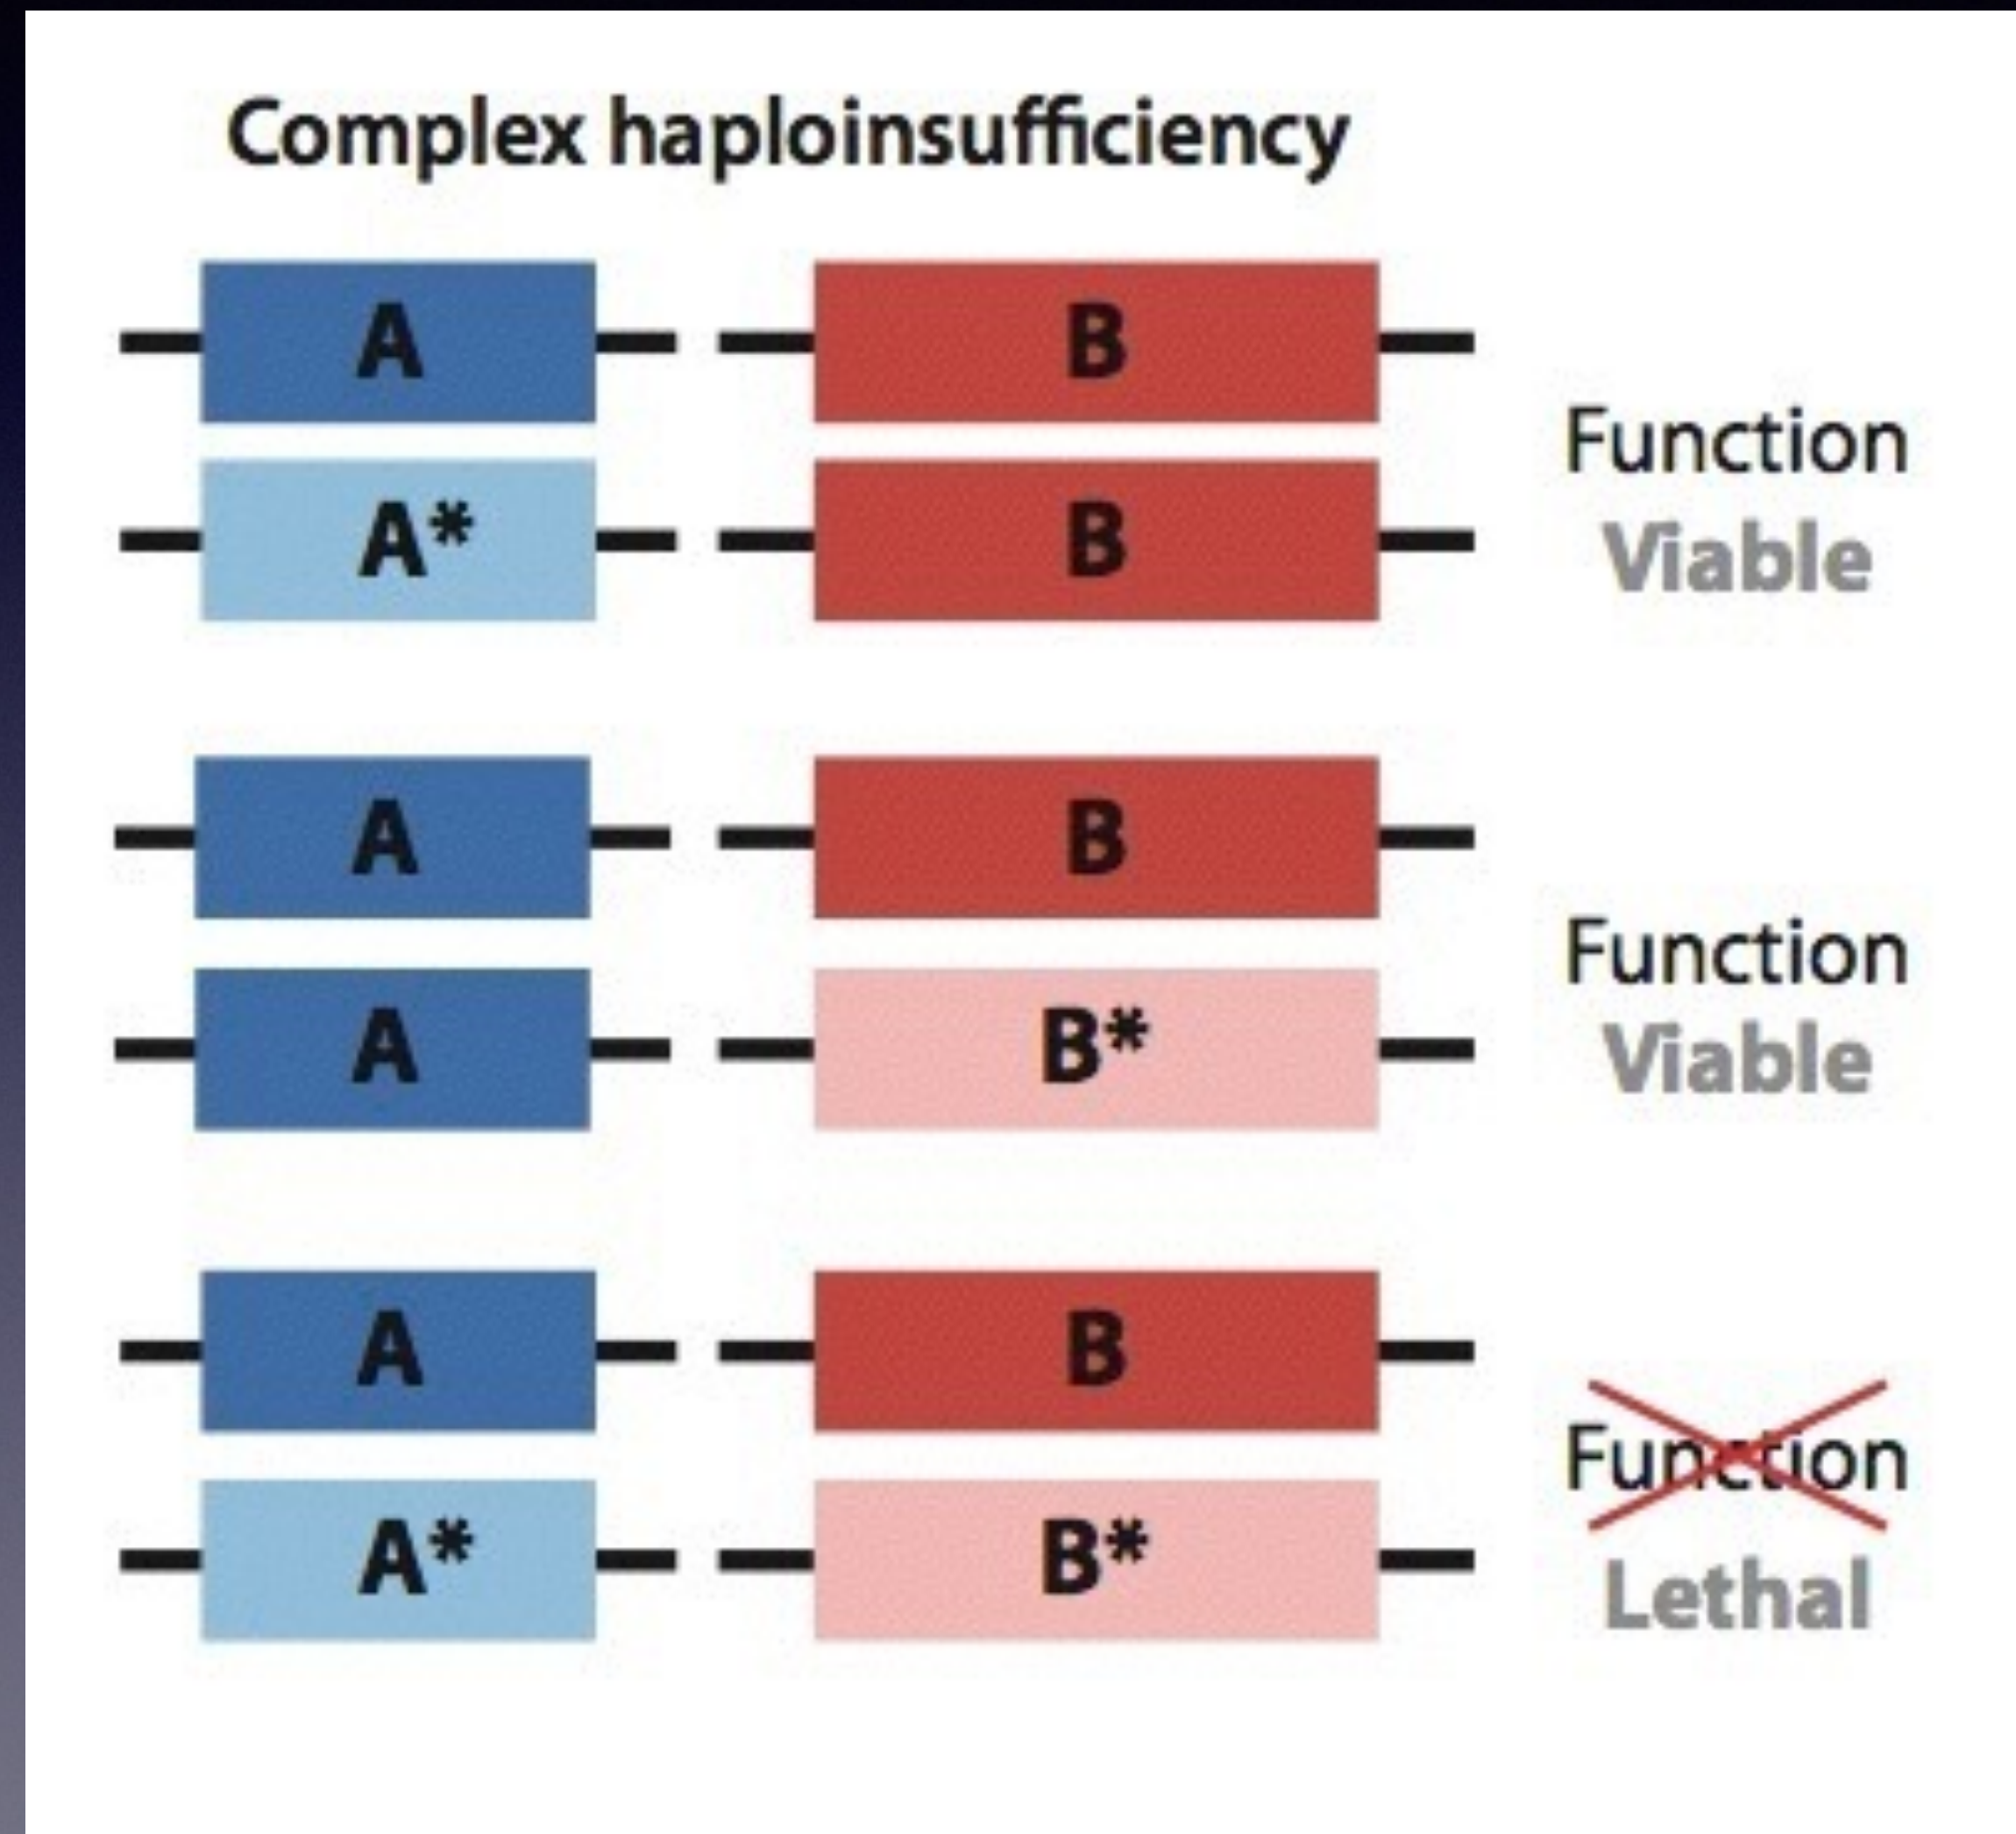 Complex haploinsufficiency
A B
A* B
Function
Viable
A B
A B*
Function
Viable
A B
A* B*
Function
Lethal